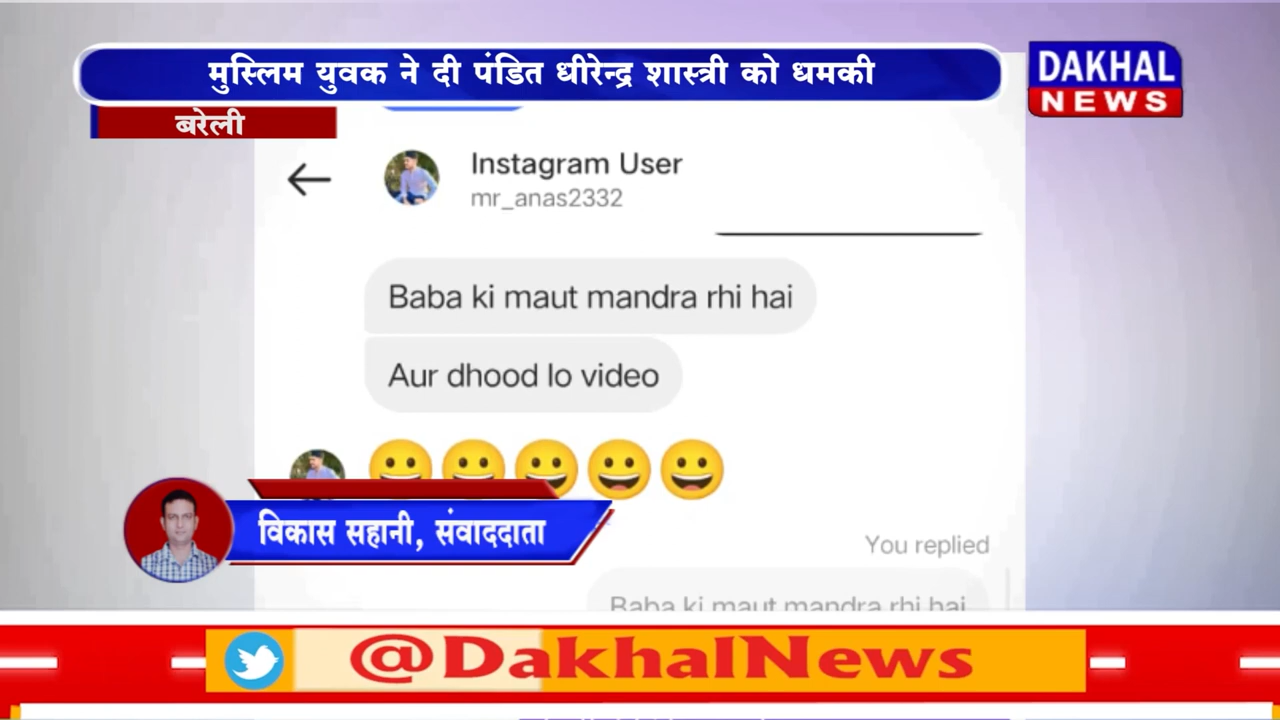 मुस्लिम युवक ने दी पंडित धीरेन्द्र शास्त्री को धमकी
DAKHAL
NEWS
बरेली
Instagram User
mr_anas2332
Baba ki maut mandra rhi hai
Aur dhood lo video
विकास सहानी, संवाददाता
You replied
Baba ki maut mandra rhi hai
@DakhalNews